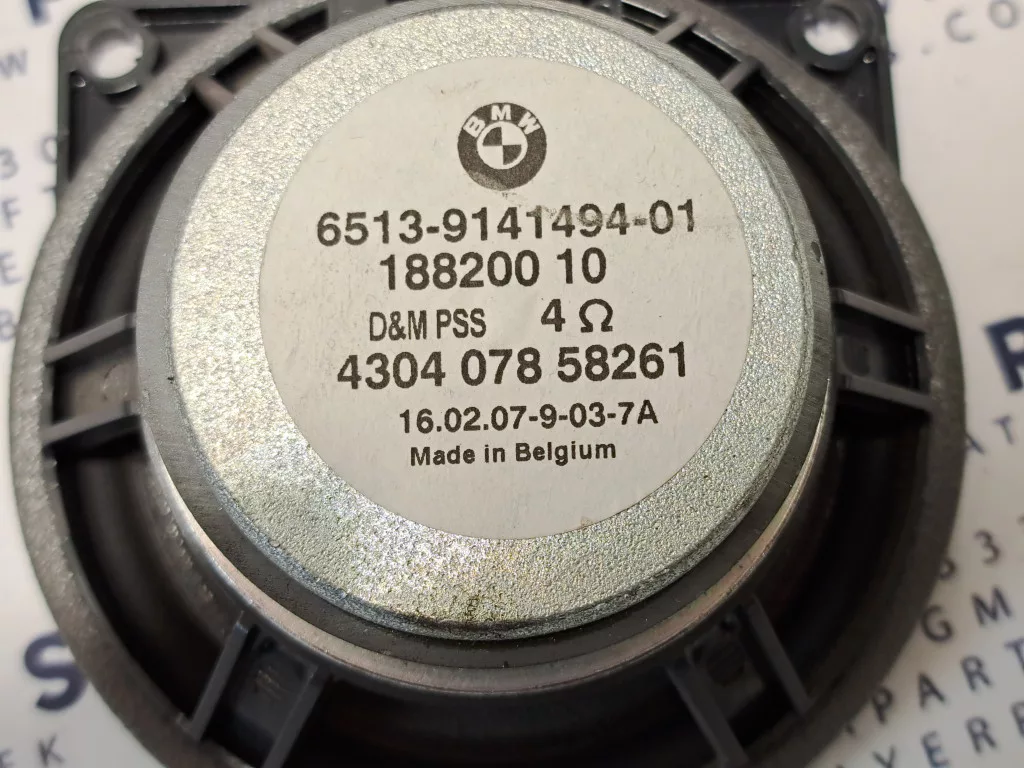 BMW
6513-9141494-01
188200 10
D&M PSS 4 Ω
4304 078 58261
16.02.07-9-03-7A
Made in Belgium